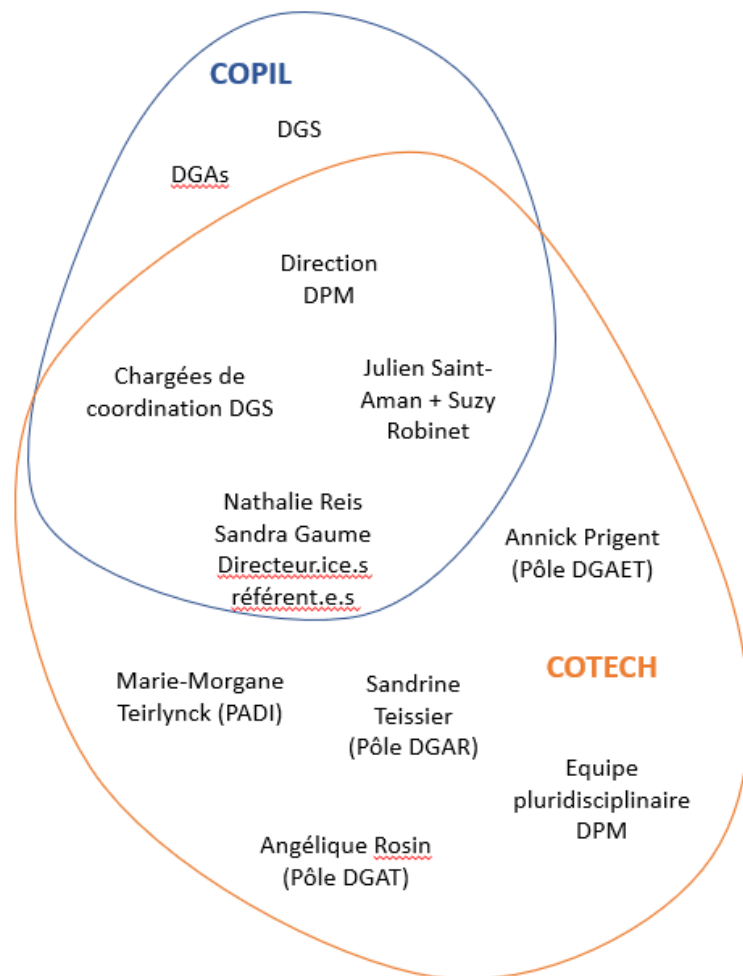 COPIL
DGS
DGAs
Direction
DPM
Chargées de
coordination DGS
Julien Saint-
Aman + Suzy
Robinet
Nathalie Reis
Sandra Gaume
Directeur.ice.s
référent.e.s
Annick Prigent
(Pôle DGAET)
COTECH
Marie-Morgane
Teirlynck (PADI)
Sandrine
Teissier
(Pôle DGAR)
Equipe
pluridisciplinaire
DPM
Angélique Rosin
(Pôle DGAT)